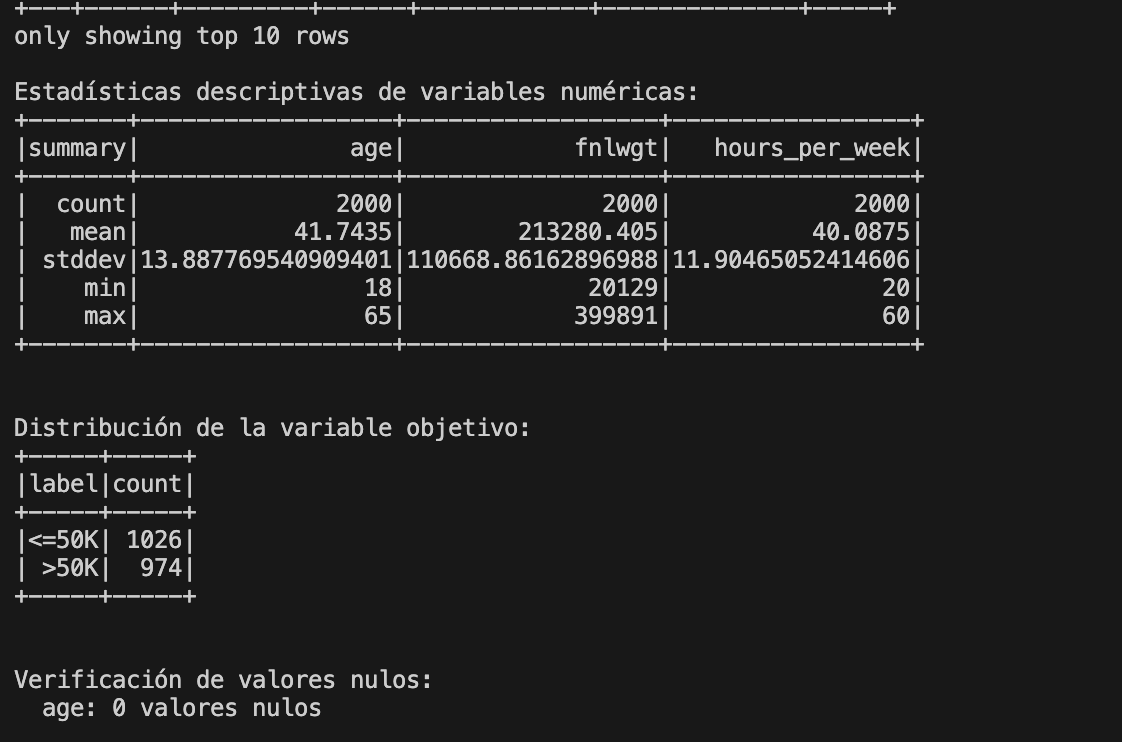 +---+------+----------+-------+------------+---------------+-----+
only showing top 10 rows
Estadísticas descriptivas de variables numéricas:
+-------+------------------+------------------+-----------------+
|summary|               age|            fnlwgt|   hours_per_week|
+-------+------------------+------------------+-----------------+
|  count|              2000|              2000|             2000|
|   mean|           41.7435|        213280.405|          40.0875|
| stddev|13.887769540909401|110668.86162896988|11.90465052414606|
|    min|                18|             20129|               20|
|    max|                65|            399891|               60|
+-------+------------------+------------------+-----------------+
Distribución de la variable objetivo:
+-----+-----+
|label|count|
+-----+-----+
|<=50K| 1026|
| >50K|  974|
+-----+-----+
Verificación de valores nulos:
  age: 0 valores nulos